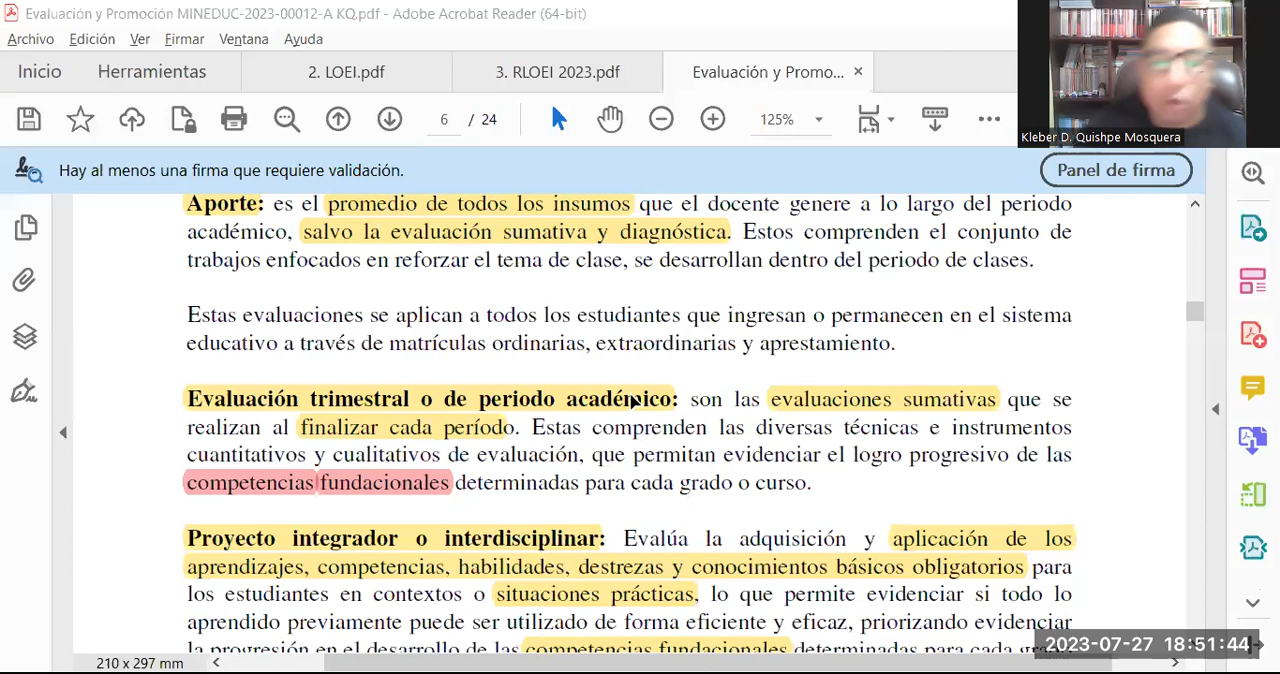 Evaluación y Promoción MINEDUC-2023-00012-A KQ.pdf - Adobe Acrobat Reader (64-bit)
Archivo Edición Ver Firmar Ventana Ayuda
Inicio Herramientas 2. LOEI.pdf 3. RLOEI 2023.pdf Evaluación y Promo... ×
6 / 24 125%
Kleber D. Quishpe Mosquera
Hay al menos una firma que requiere validación. Panel de firma
Aporte: es el promedio de todos los insumos que el docente genere a lo largo del periodo
académico, salvo la evaluación sumativa y diagnóstica. Estos comprenden el conjunto de
trabajos enfocados en reforzar el tema de clase, se desarrollan dentro del periodo de clases.
Estas evaluaciones se aplican a todos los estudiantes que ingresan o permanecen en el sistema
educativo a través de matrículas ordinarias, extraordinarias y aprestamiento.
Evaluación trimestral o de periodo académico: son las evaluaciones sumativas que se
realizan al finalizar cada período. Estas comprenden las diversas técnicas e instrumentos
cuantitativos y cualitativos de evaluación, que permitan evidenciar el logro progresivo de las
competencias fundacionales determinadas para cada grado o curso.
Proyecto integrador o interdisciplinar: Evalúa la adquisición y aplicación de los
aprendizajes, competencias, habilidades, destrezas y conocimientos básicos obligatorios para
los estudiantes en contextos o situaciones prácticas, lo que permite evidenciar si todo lo
aprendido previamente puede ser utilizado de forma eficiente y eficaz, priorizando evidenciar
la progresión en el desarrollo de las competencias fundacionales determinadas para cada
2023-07-27 18:51:44
210 x 297 mm